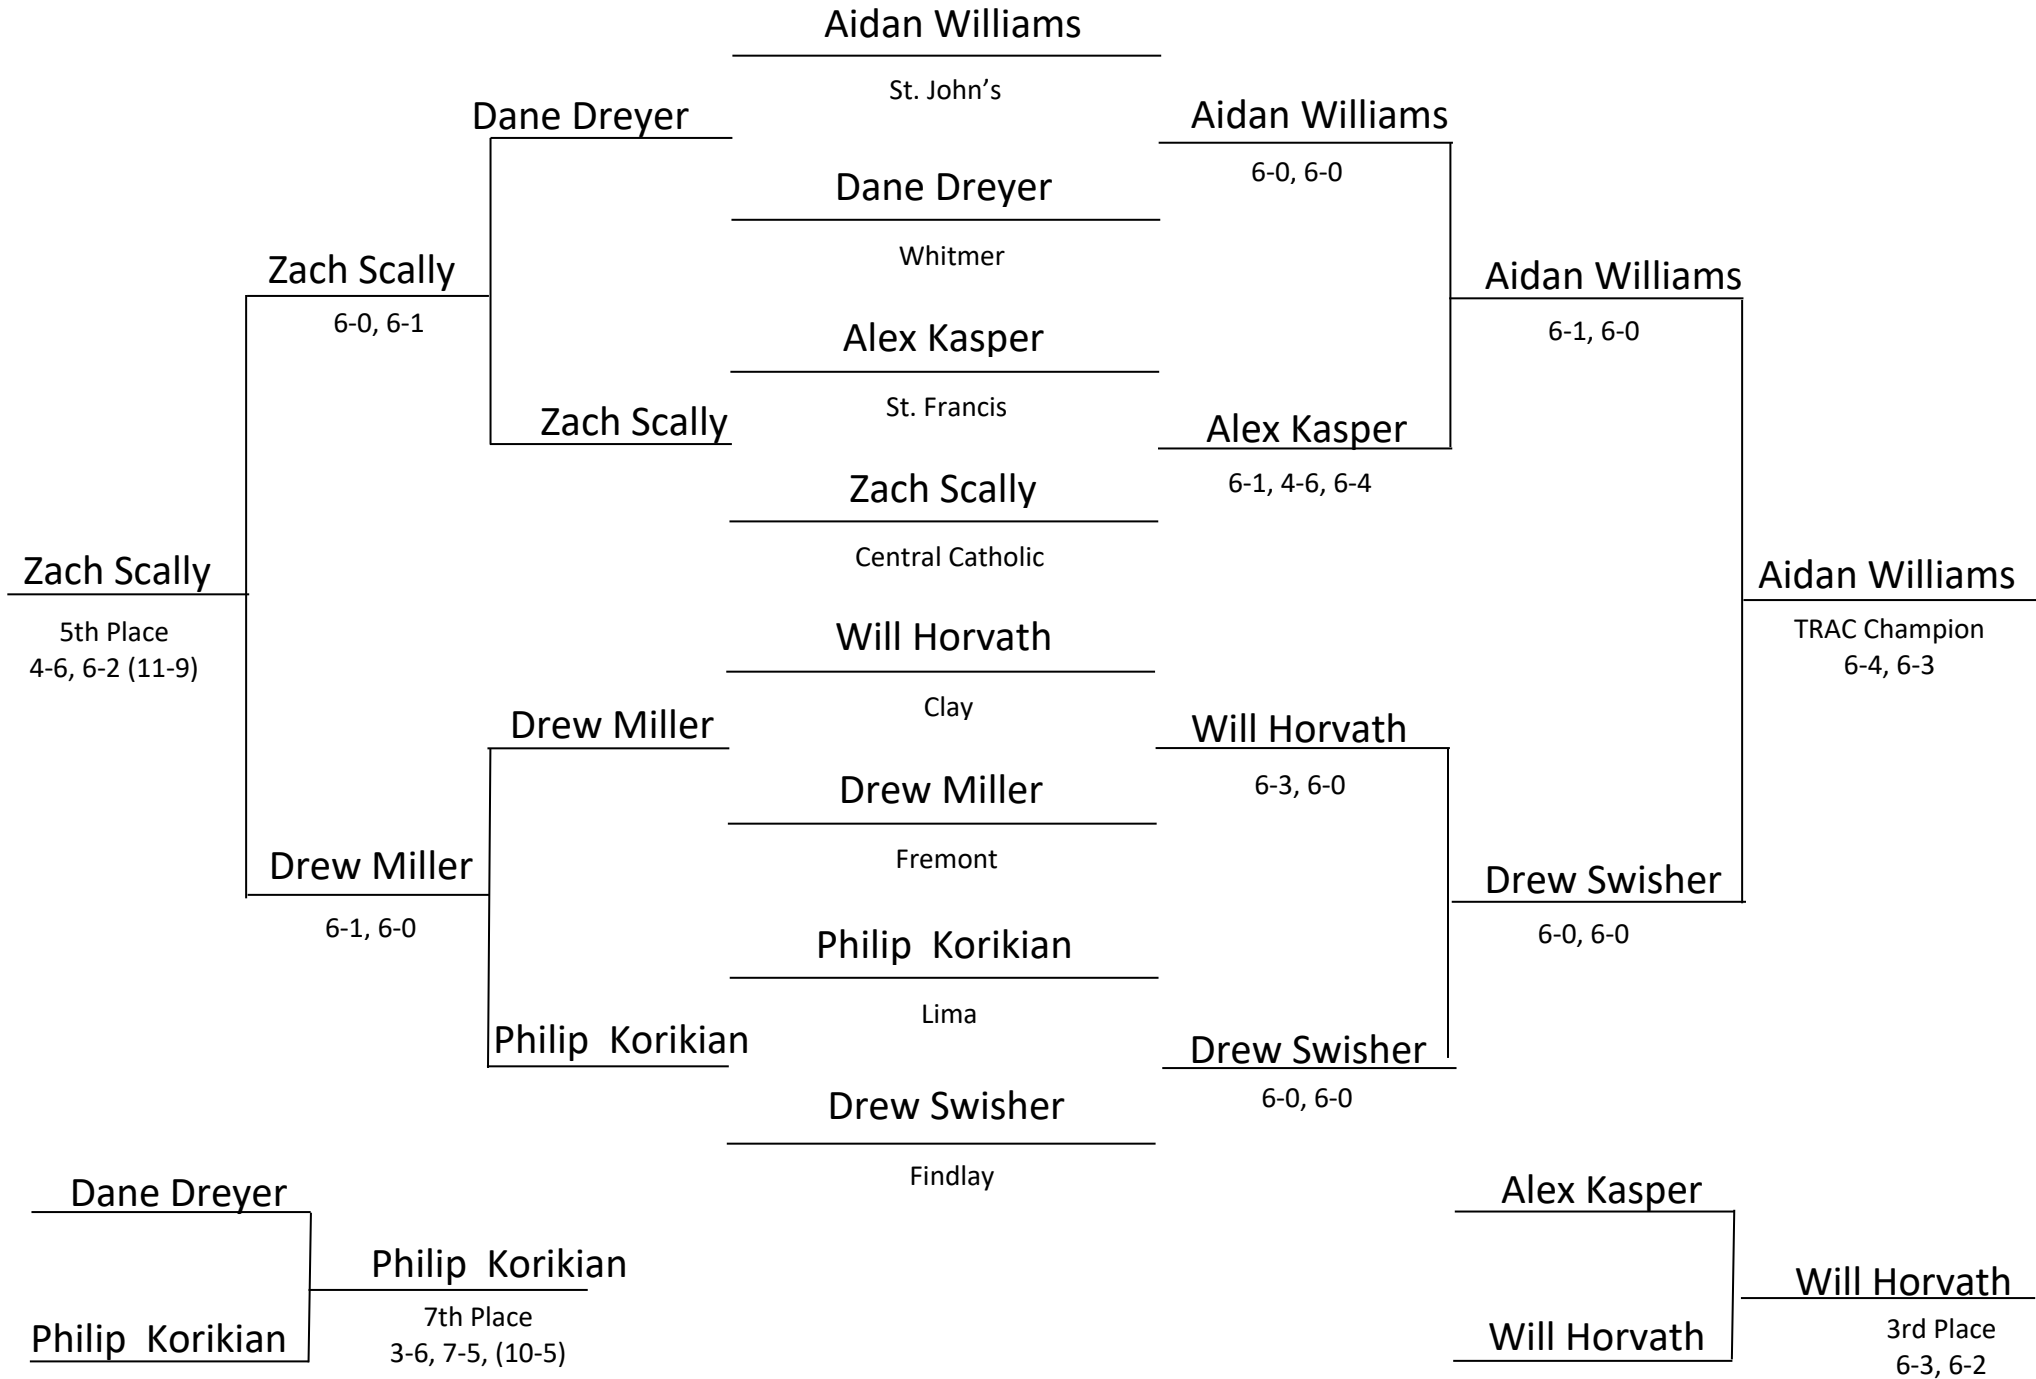 Aidan Williams
St. John’s
Dane Dreyer
Aidan Williams
6-0, 6-0
Dane Dreyer
Whitmer
Zach Scally
6-0, 6-1
Aidan Williams
6-1, 6-0
Alex Kasper
St. Francis
Zach Scally
Alex Kasper
6-1, 4-6, 6-4
Zach Scally
Central Catholic
Zach Scally
5th Place
4-6, 6-2 (11-9)
Aidan Williams
TRAC Champion
6-4, 6-3
Will Horvath
Clay
Drew Miller
Will Horvath
6-3, 6-0
Drew Miller
Fremont
Drew Miller
6-1, 6-0
Drew Swisher
6-0, 6-0
Philip  Korikian
Lima
Philip  Korikian
Drew Swisher
6-0, 6-0
Drew Swisher
Findlay
Dane Dreyer
Philip  Korikian
Philip  Korikian
7th Place
3-6, 7-5, (10-5)
Alex Kasper
Will Horvath
Will Horvath
3rd Place
6-3, 6-2